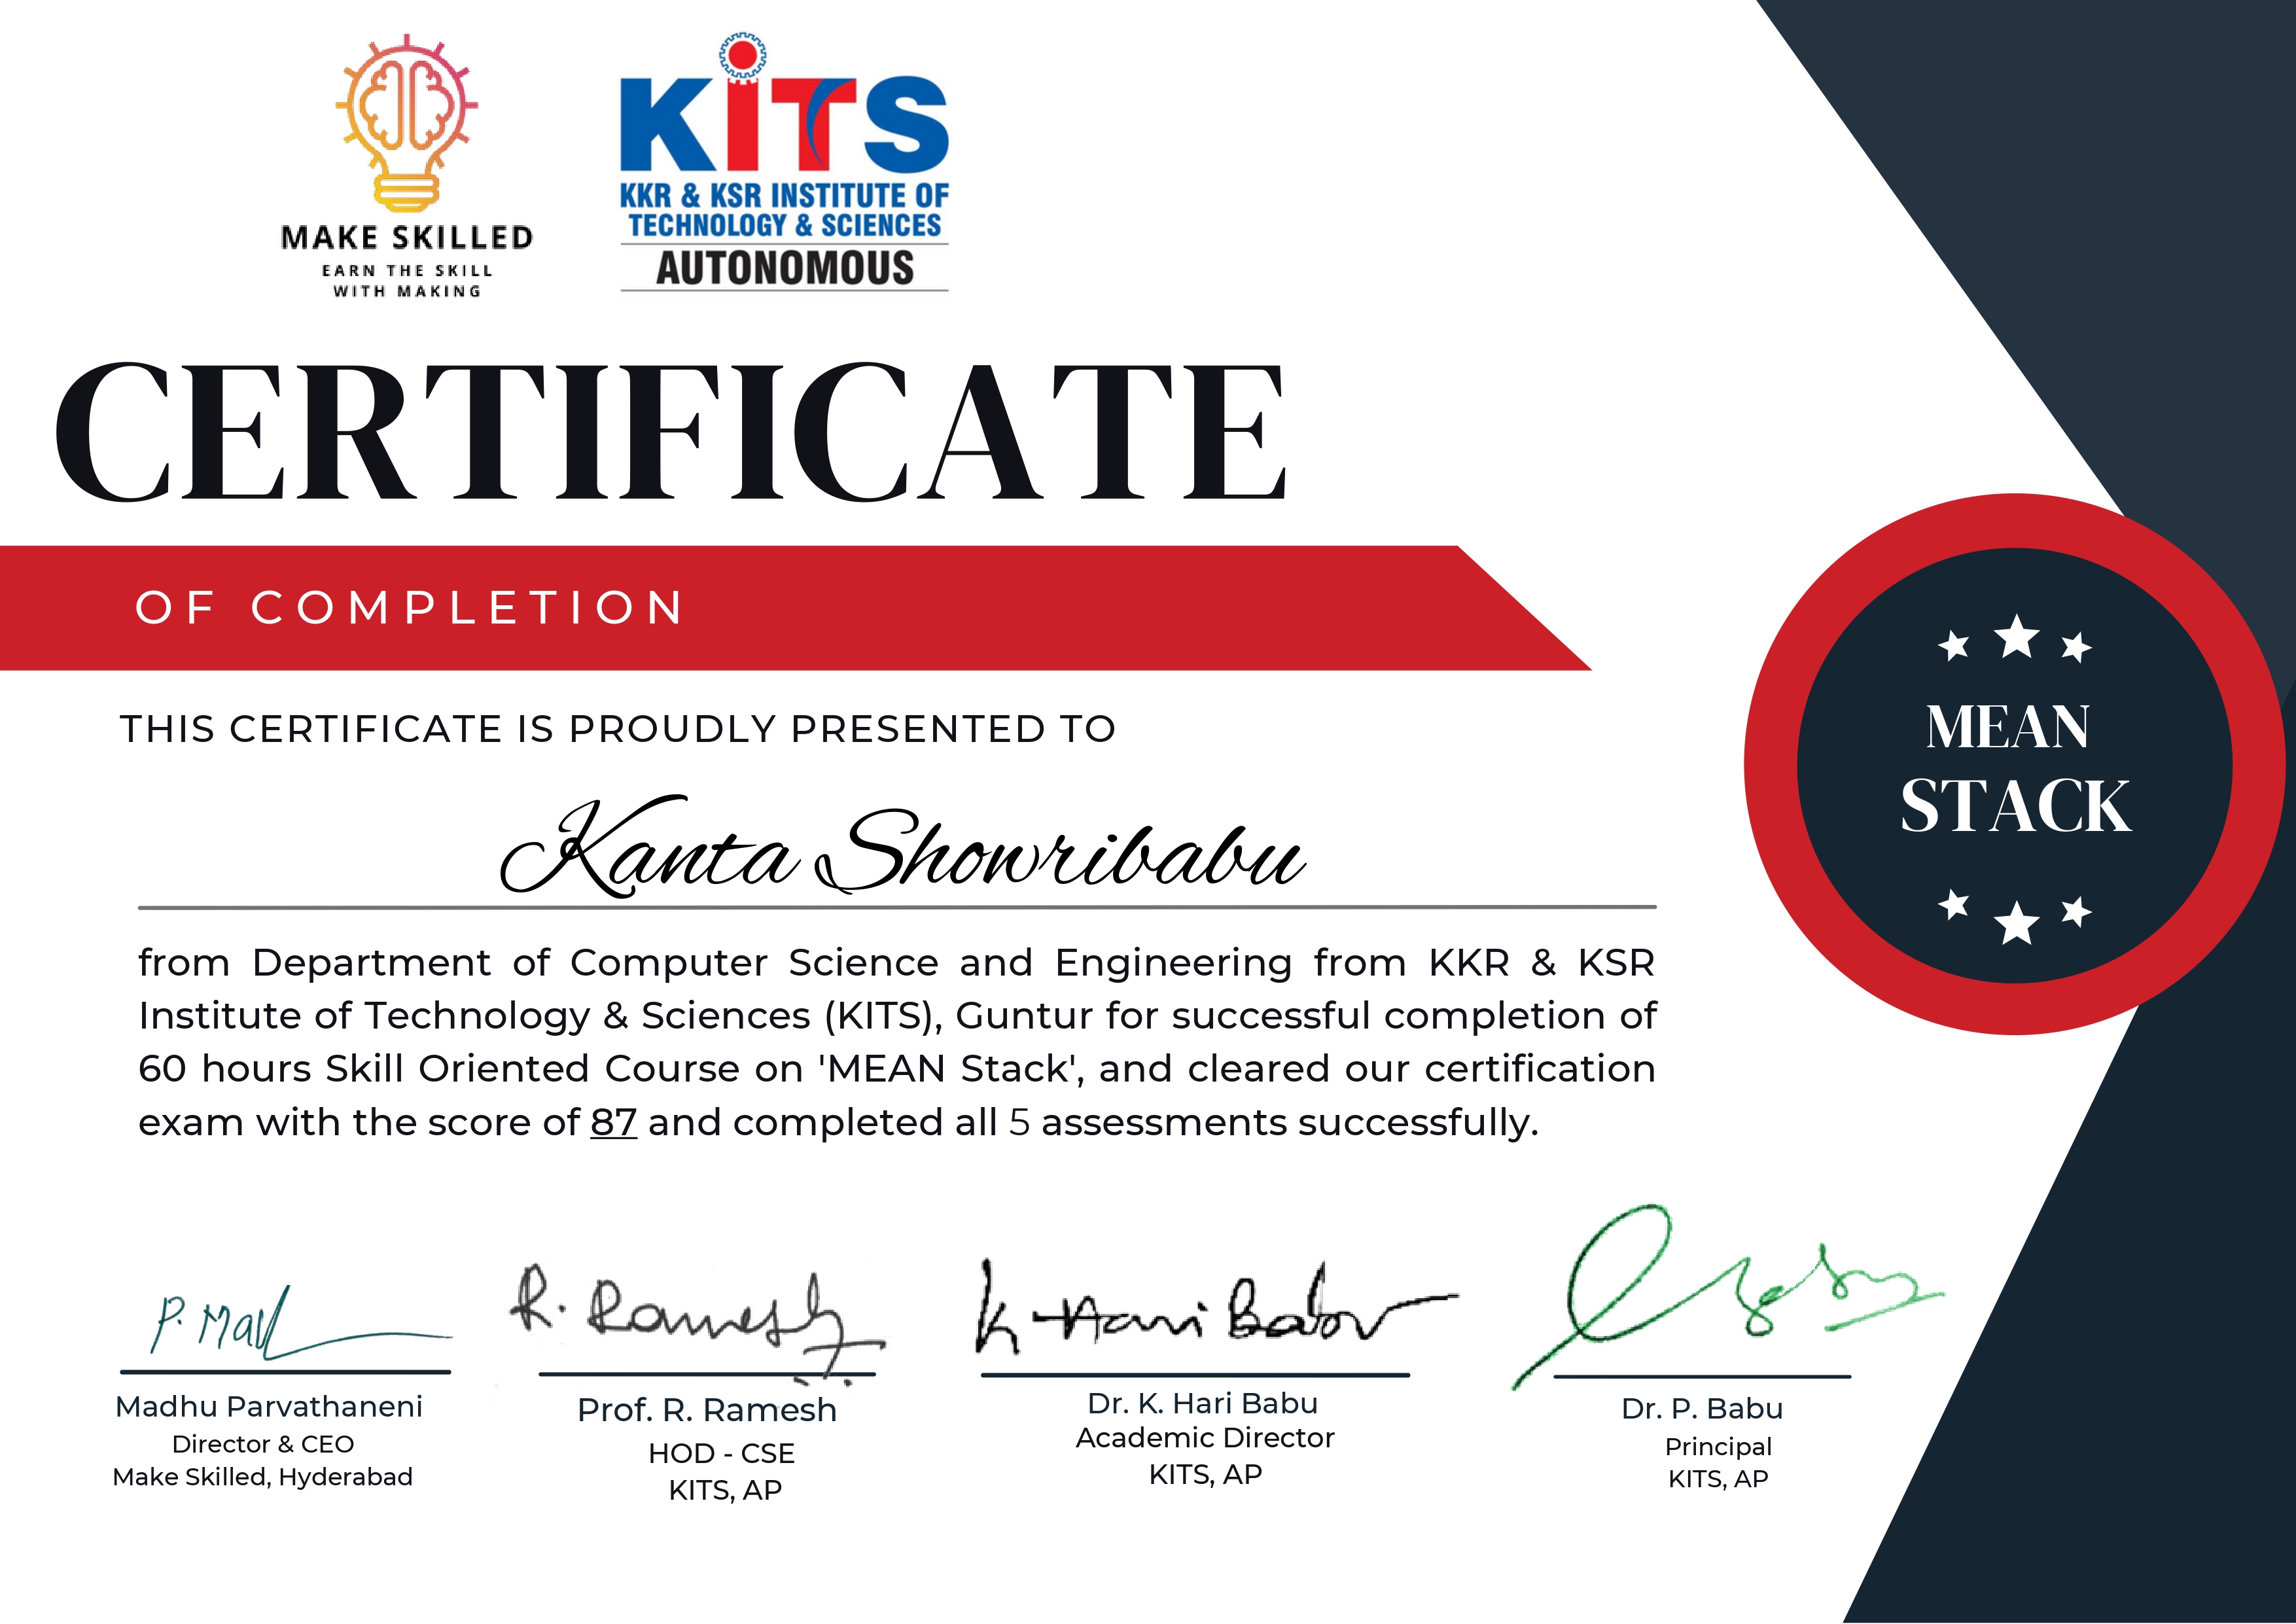 MAKE SKILLED
EARN THE SKILL
WITH MAKING
KiTS
KKR & KSR INSTITUTE OF
TECHNOLOGY & SCIENCES
AUTONOMOUS
CERTIFICATE
OF COMPLETION
THIS CERTIFICATE IS PROUDLY PRESENTED TO
Kanta Showribabu
from Department of Computer Science and Engineering from KKR & KSR
Institute of Technology & Sciences (KITS), Guntur for successful completion of
60 hours Skill Oriented Course on 'MEAN Stack', and cleared our certification
exam with the score of 87 and completed all 5 assessments successfully.
MEAN
STACK
R. Ramesh
K Hari Babu
Madhu Parvathaneni
Director & CEO
Make Skilled, Hyderabad
Prof. R. Ramesh
HOD - CSE
KITS, AP
Dr. K. Hari Babu
Academic Director
KITS, AP
Dr. P. Babu
Principal
KITS, AP